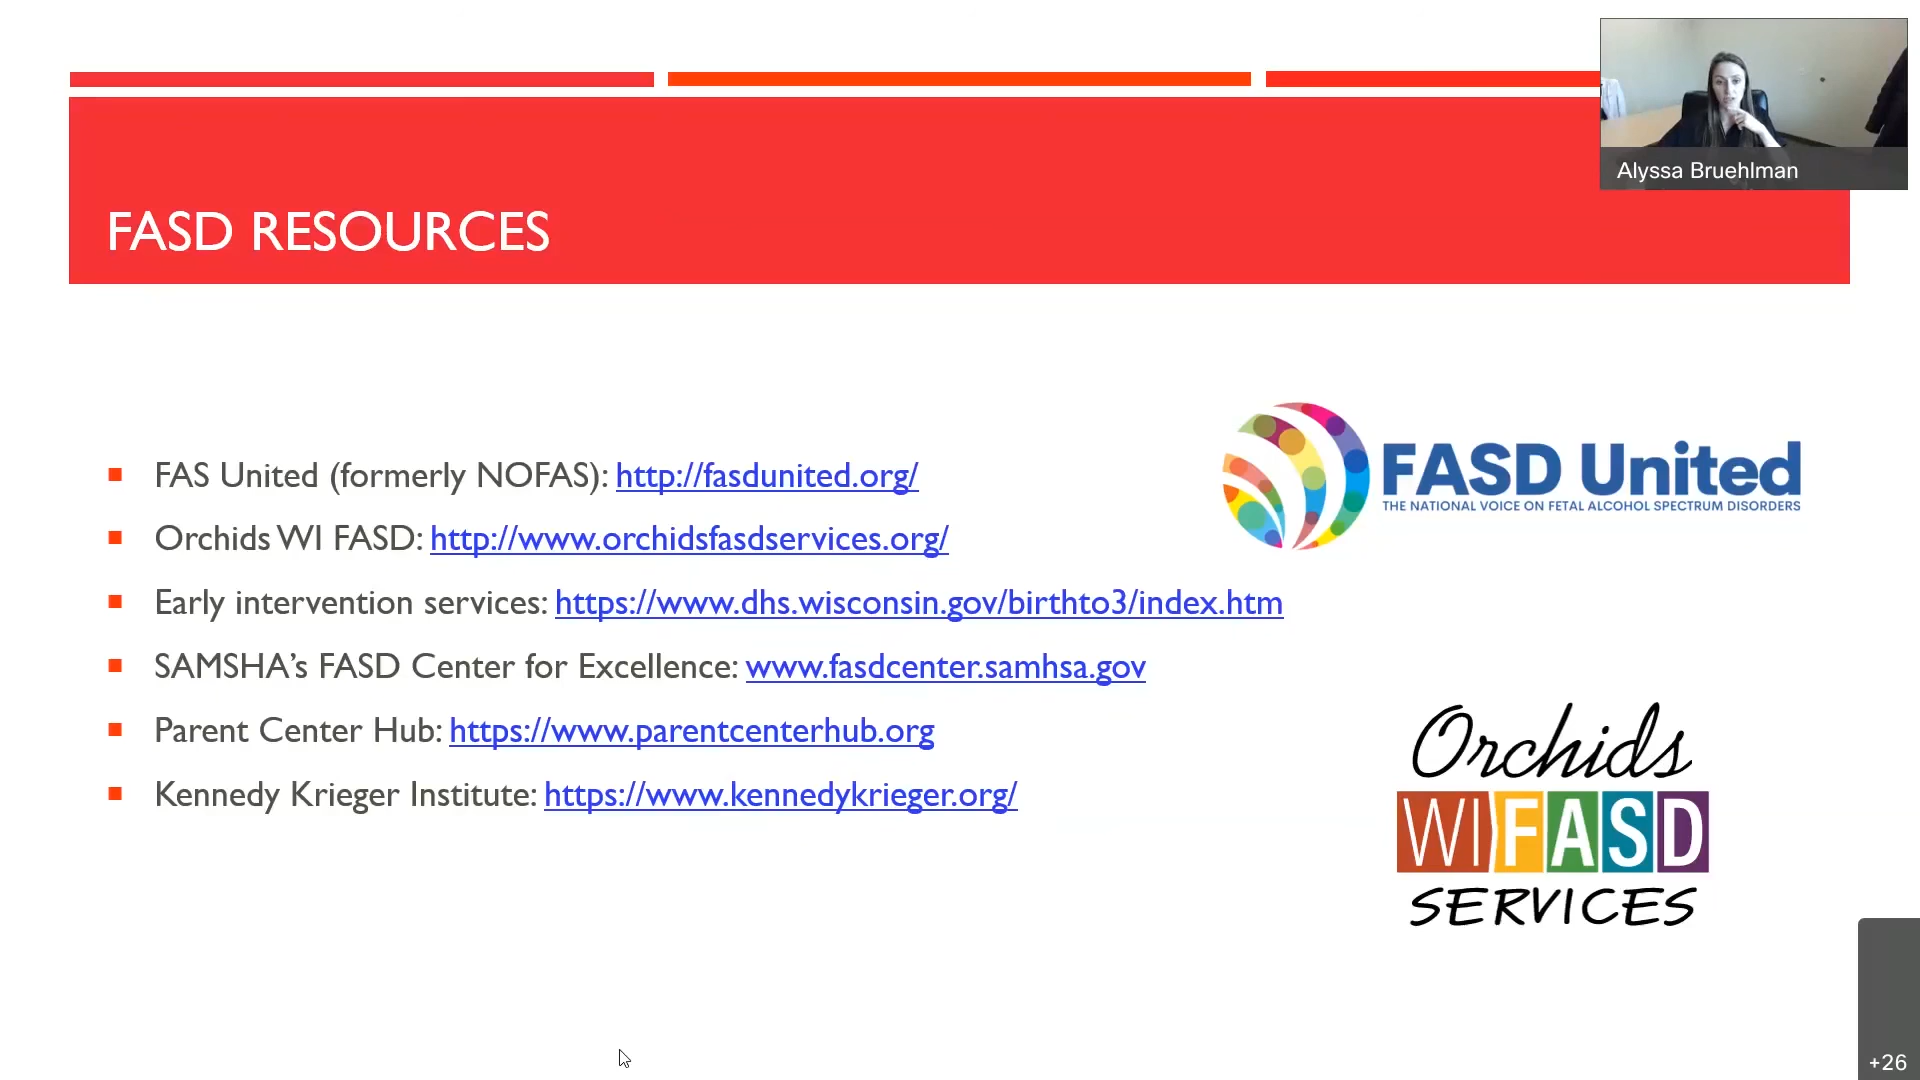 Alyssa Bruehlman
FASD RESOURCES
FAS United (formerly NOFAS): http://fasdunited.org/
Orchids WI FASD: http://www.orchidsfasdservices.org/
Early intervention services: https://www.dhs.wisconsin.gov/birthto3/index.htm
SAMSHA’s FASD Center for Excellence: www.fasdcenter.samhsa.gov
Parent Center Hub: https://www.parentcenterhub.org
Kennedy Krieger Institute: https://www.kennedykrieger.org/
FASD United
THE NATIONAL VOICE ON FETAL ALCOHOL SPECTRUM DISORDERS
Orchids
WIFASD
SERVICES
+26